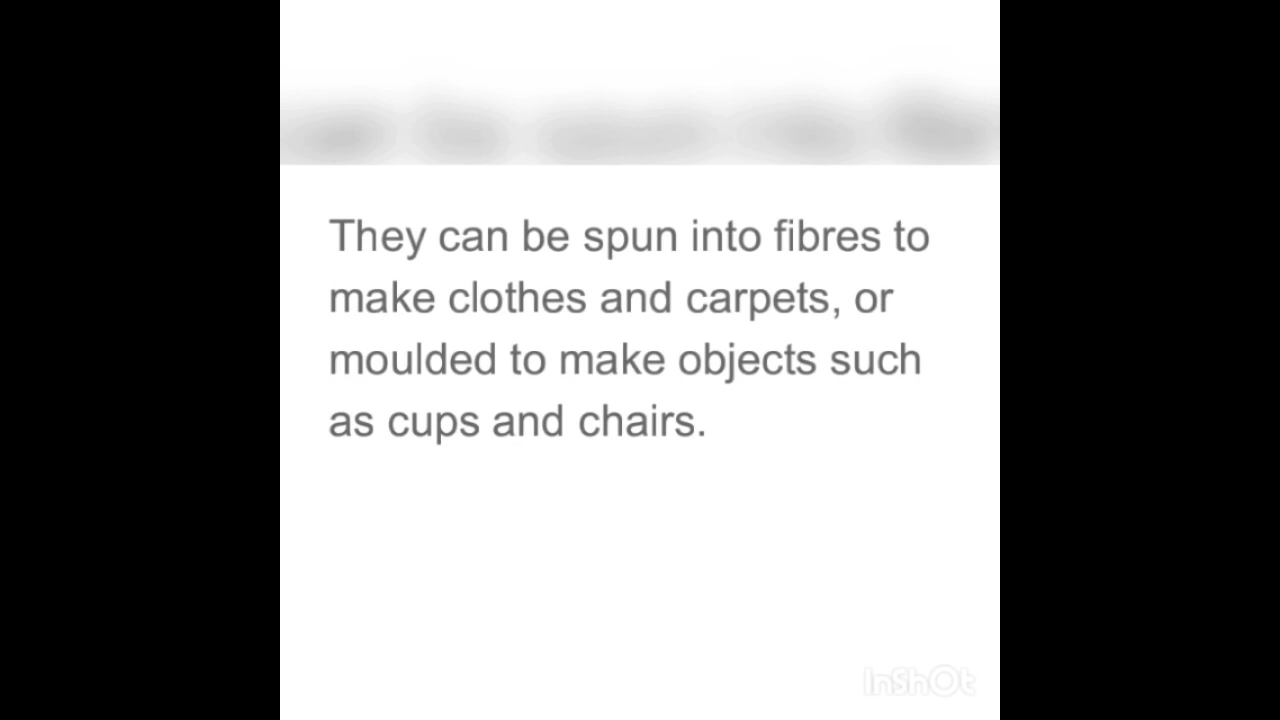 They can be spun into fibres to
make clothes and carpets, or
moulded to make objects such
as cups and chairs.
InShOt